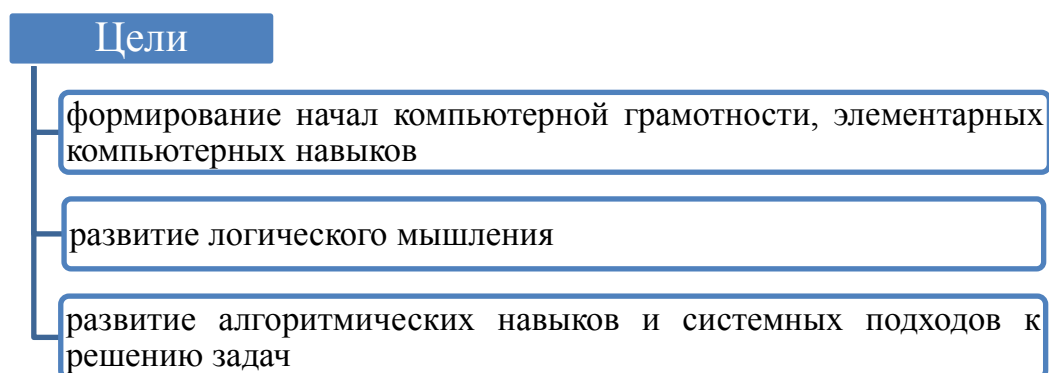 Цели
формирование начал компьютерной грамотности, элементарных
компьютерных навыков
развитие логического мышления
развитие алгоритмических навыков и системных подходов к
решению задач